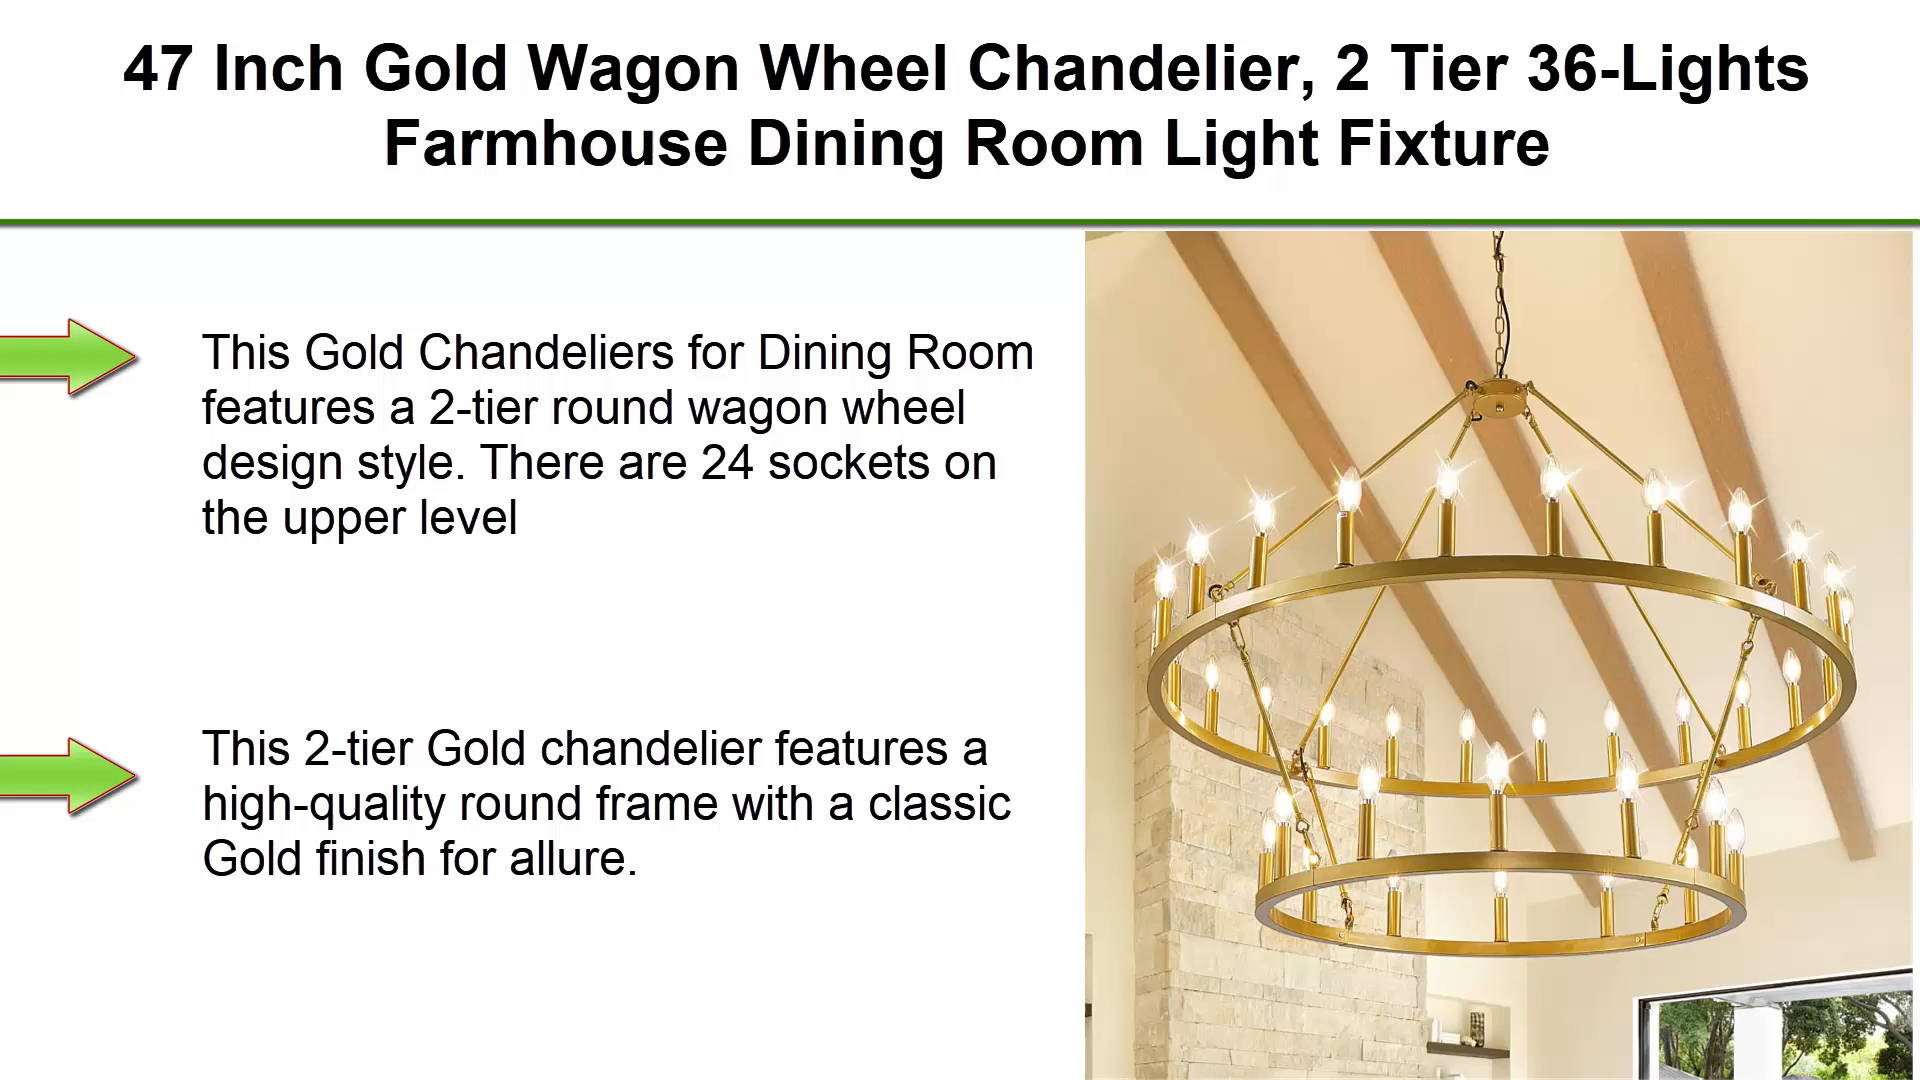 47 Inch Gold Wagon Wheel Chandelier, 2 Tier 36-Lights
Farmhouse Dining Room Light Fixture
This Gold Chandeliers for Dining Room
features a 2-tier round wagon wheel
design style. There are 24 sockets on
the upper level
This 2-tier Gold chandelier features a
high-quality round frame with a classic
Gold finish for allure.